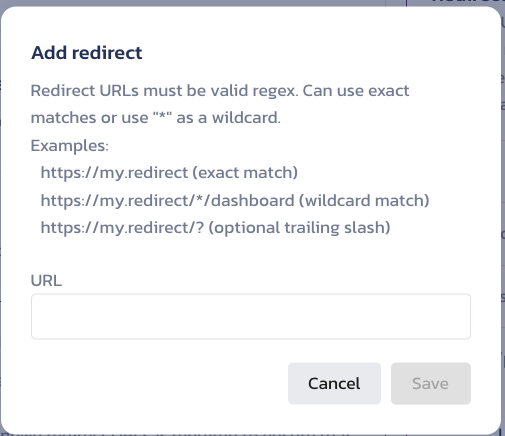 Add redirect
Redirect URLs must be valid regex. Can use exact
matches or use "*" as a wildcard.
Examples:
https://my.redirect (exact match)
https://my.redirect/*/dashboard (wildcard match)
https://my.redirect/? (optional trailing slash)
URL
Cancel Save